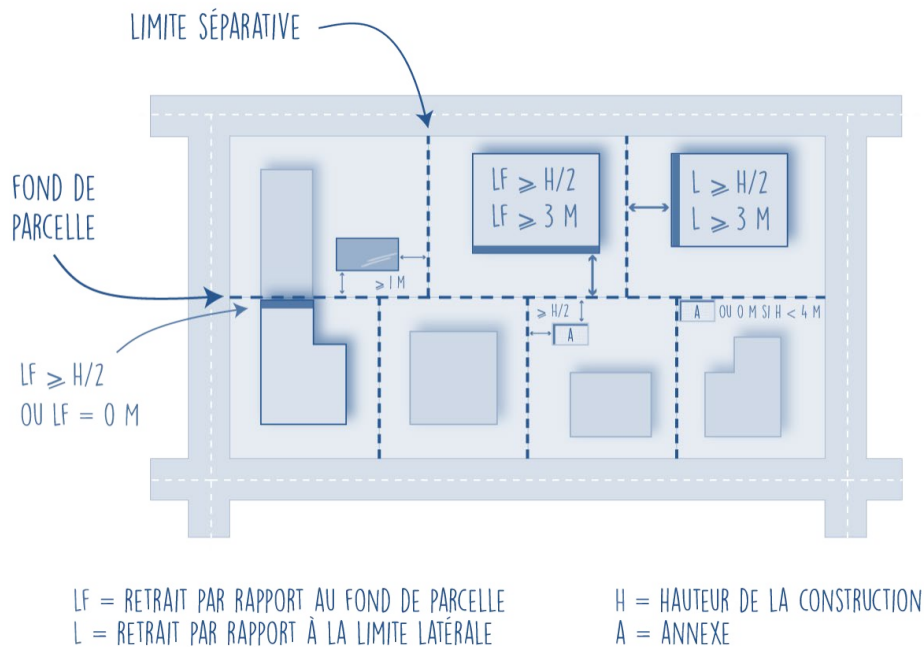 LIMITE SÉPARATIVE
FOND DE
PARCELLE
LF ⩾ H/2
LF ⩾ 3 M
L ⩾ H/2
L ⩾ 3 M
⩾ 1 M
⩾ H/2
A
A OU 0 M SI H < 4 M
LF ⩾ H/2
OU LF = 0 M
LF = RETRAIT PAR RAPPORT AU FOND DE PARCELLE
L = RETRAIT PAR RAPPORT À LA LIMITE LATÉRALE
H = HAUTEUR DE LA CONSTRUCTION
A = ANNEXE